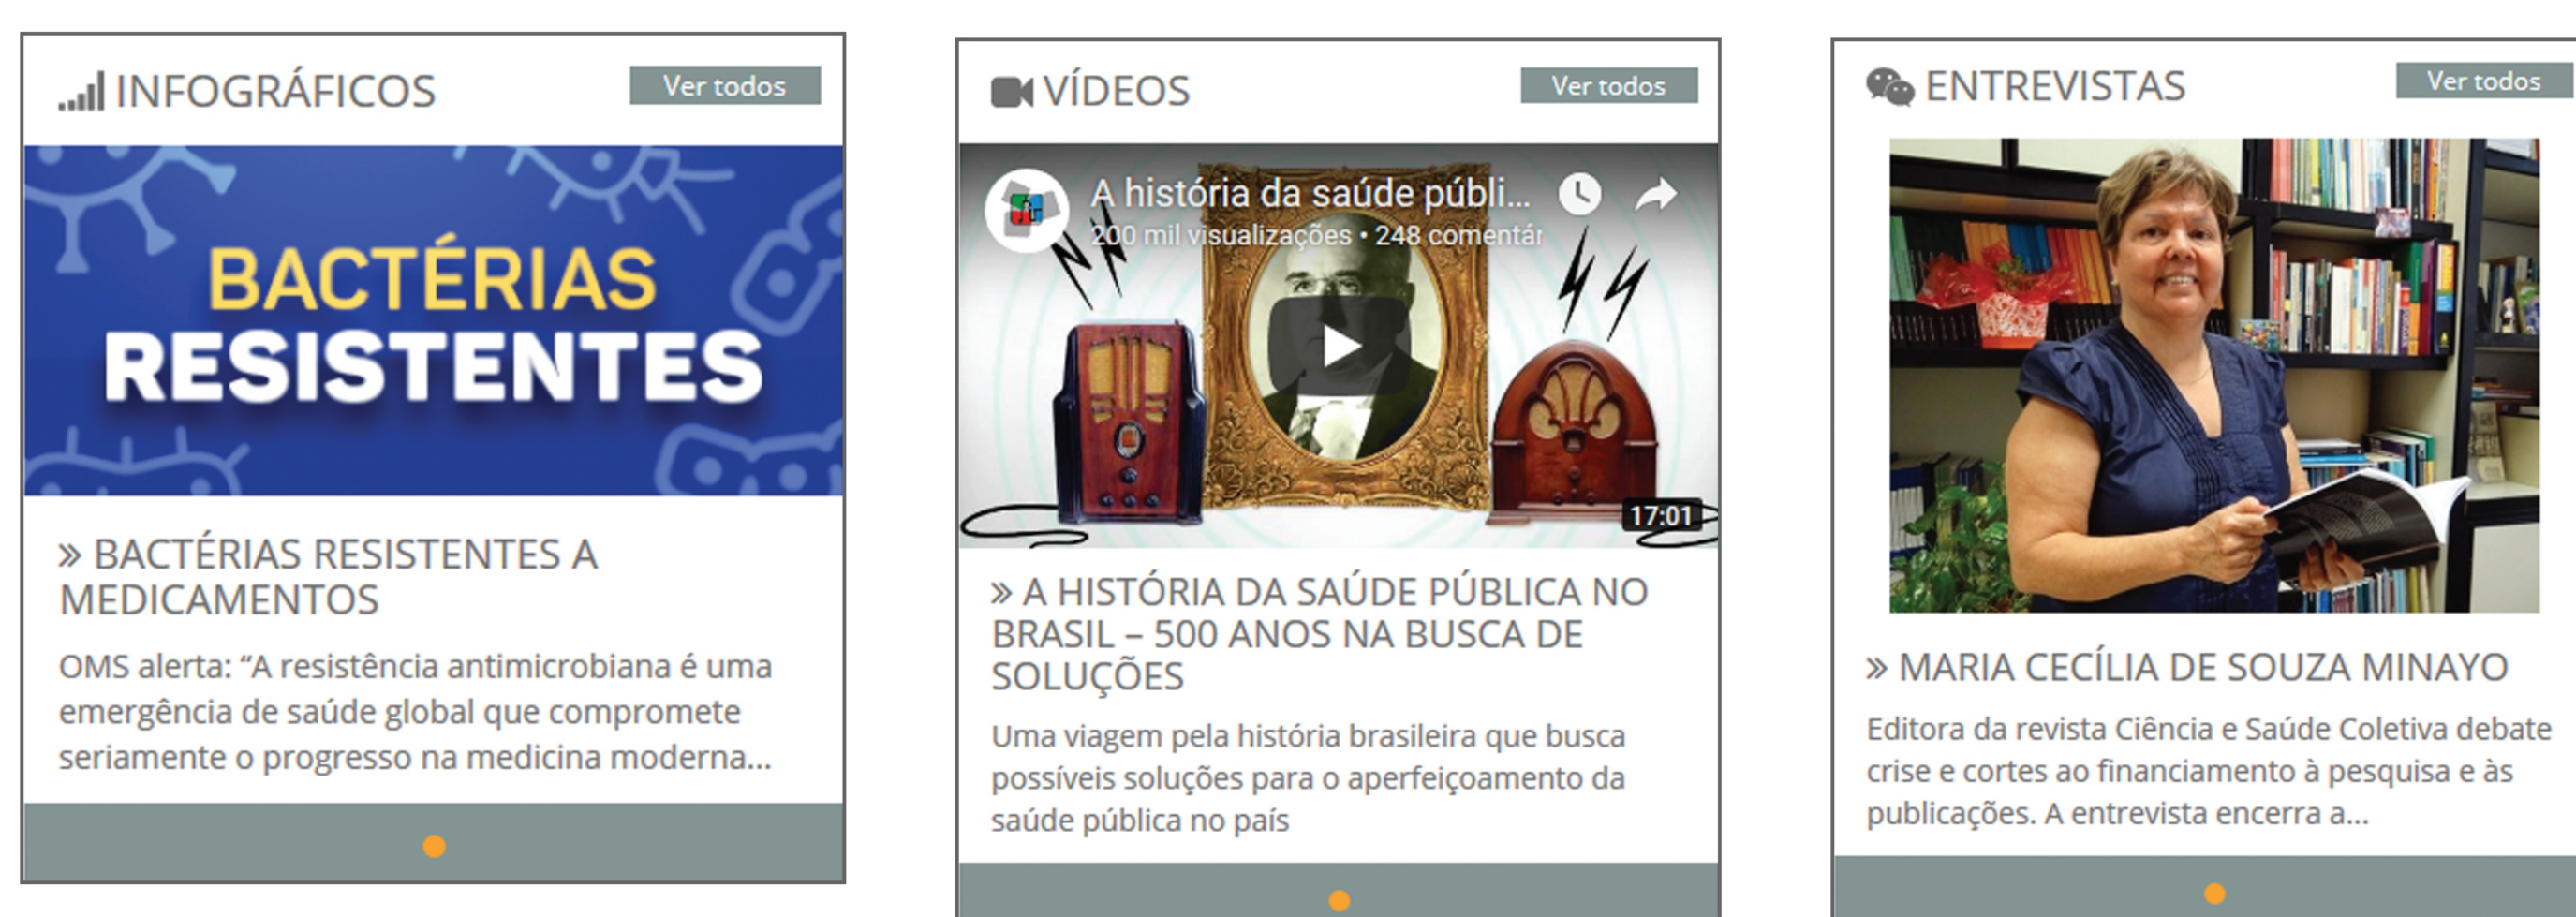 INFOGRÁFICOS
Ver todos
BACTÉRIAS
RESISTENTES
» BACTÉRIAS RESISTENTES A
MEDICAMENTOS
OMS alerta: “A resistência antimicrobiana é uma
emergência de saúde global que compromete
seriamente o progresso na medicina moderna...
VÍDEOS
Ver todos
A história da saúde públi...
200 mil visualizações • 248 comentár
17:01
» A HISTÓRIA DA SAÚDE PÚBLICA NO
BRASIL – 500 ANOS NA BUSCA DE
SOLUÇÕES
Uma viagem pela história brasileira que busca
possíveis soluções para o aperfeiçoamento da
saúde pública no país
ENTREVISTAS
Ver todos
» MARIA CECÍLIA DE SOUZA MINAYO
Editora da revista Ciência e Saúde Coletiva debate
crise e cortes ao financiamento à pesquisa e às
publicações. A entrevista encerra a...